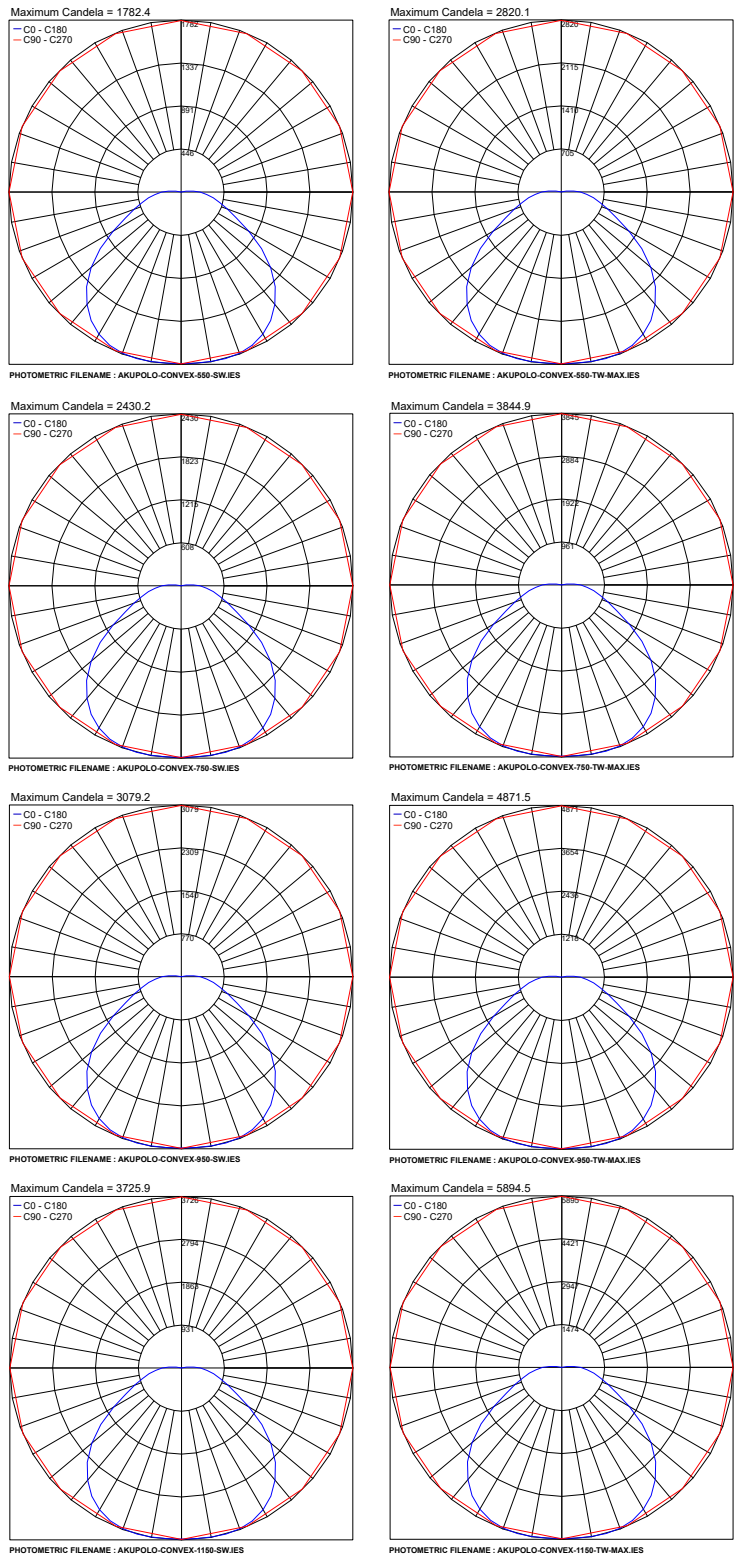 Maximum Candela = 1782.4
C0 - C180
C90 - C270
1782
1337
891
446
PHOTOMETRIC FILENAME : AKUPOLO-CONVEX-550-SW.IES
Maximum Candela = 2820.1
C0 - C180
C90 - C270
2820
2115
1410
705
PHOTOMETRIC FILENAME : AKUPOLO-CONVEX-550-TW-MAX.IES
Maximum Candela = 2430.2
C0 - C180
C90 - C270
2430
1823
1215
608
PHOTOMETRIC FILENAME : AKUPOLO-CONVEX-750-SW.IES
Maximum Candela = 3844.9
C0 - C180
C90 - C270
3845
2884
1922
961
PHOTOMETRIC FILENAME : AKUPOLO-CONVEX-750-TW-MAX.IES
Maximum Candela = 3079.2
C0 - C180
C90 - C270
3079
2309
1540
770
PHOTOMETRIC FILENAME : AKUPOLO-CONVEX-950-SW.IES
Maximum Candela = 4871.5
C0 - C180
C90 - C270
4871
3654
2436
1218
PHOTOMETRIC FILENAME : AKUPOLO-CONVEX-950-TW-MAX.IES
Maximum Candela = 3725.9
C0 - C180
C90 - C270
3726
2794
1863
931
PHOTOMETRIC FILENAME : AKUPOLO-CONVEX-1150-SW.IES
Maximum Candela = 5894.5
C0 - C180
C90 - C270
5895
4421
2947
1474
PHOTOMETRIC FILENAME : AKUPOLO-CONVEX-1150-TW-MAX.IES